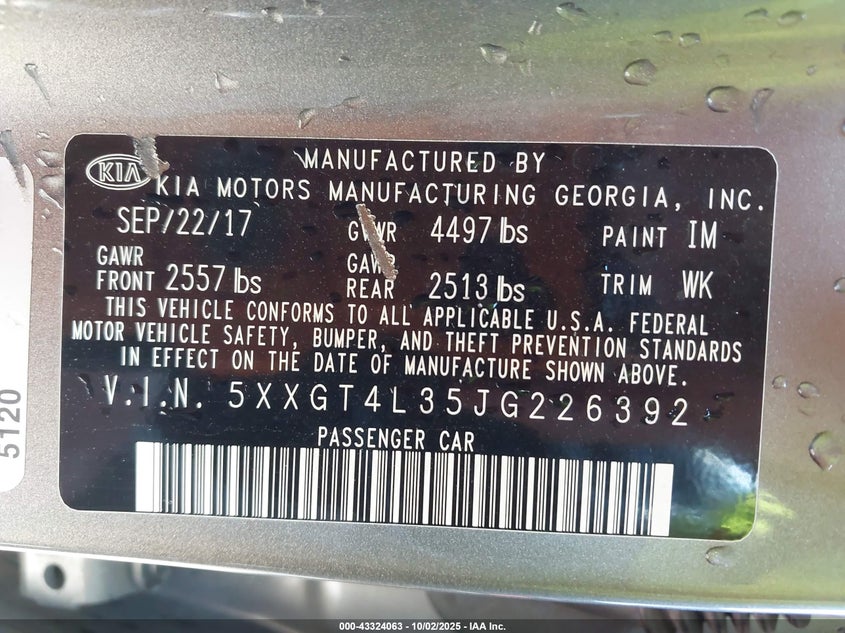 MANUFACTURED BY
KIA KIA MOTORS MANUFACTURING GEORGIA, INC.
SEP/22/17 GVWR 4497 lbs PAINT IM
GAWR FRONT 2557 lbs GAWR REAR 2513 lbs TRIM WK
THIS VEHICLE CONFORMS TO ALL APPLICABLE U.S.A. FEDERAL
MOTOR VEHICLE SAFETY, BUMPER, AND THEFT PREVENTION STANDARDS
IN EFFECT ON THE DATE OF MANUFACTURE SHOWN ABOVE.
V.I.N. 5XXGT4L35JG226392
PASSENGER CAR
5120
000-43324063 - 10/02/2025 - IAA Inc.